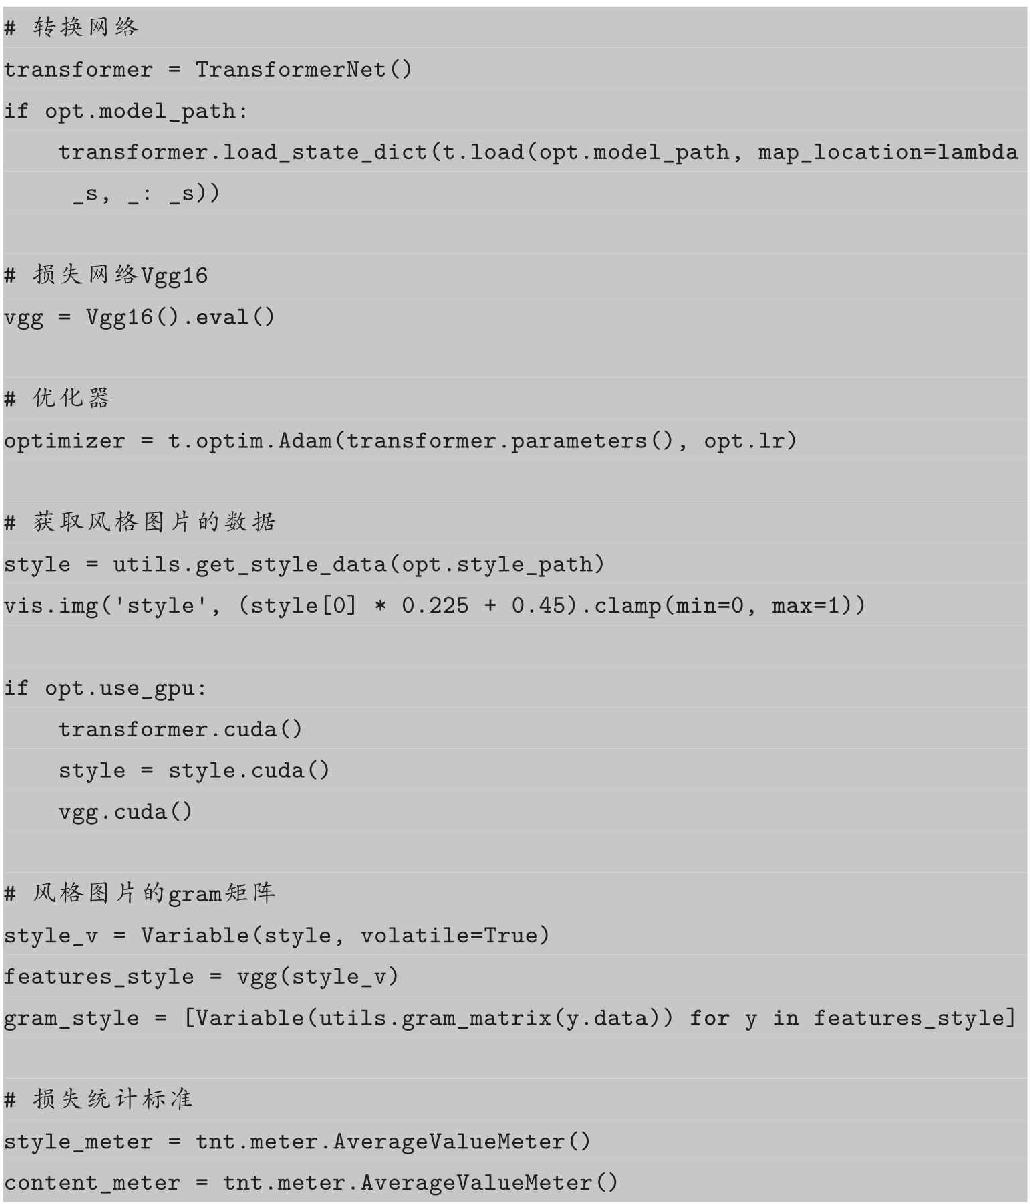 # 转换网络
transformer = TransformerNet()
if opt.model_path:
    transformer.load_state_dict(t.load(opt.model_path, map_location=lambda
     _s, _: _s))
# 损失网络Vgg16
vgg = Vgg16().eval()
# 优化器
optimizer = t.optim.Adam(transformer.parameters(), opt.lr)
# 获取风格图片的数据
style = utils.get_style_data(opt.style_path)
vis.img('style', (style[0] * 0.225 + 0.45).clamp(min=0, max=1))
if opt.use_gpu:
    transformer.cuda()
    style = style.cuda()
    vgg.cuda()
# 风格图片的gram矩阵
style_v = Variable(style, volatile=True)
features_style = vgg(style_v)
gram_style = [Variable(utils.gram_matrix(y.data)) for y in features_style]
# 损失统计标准
style_meter = tnt.meter.AverageValueMeter()
content_meter = tnt.meter.AverageValueMeter()